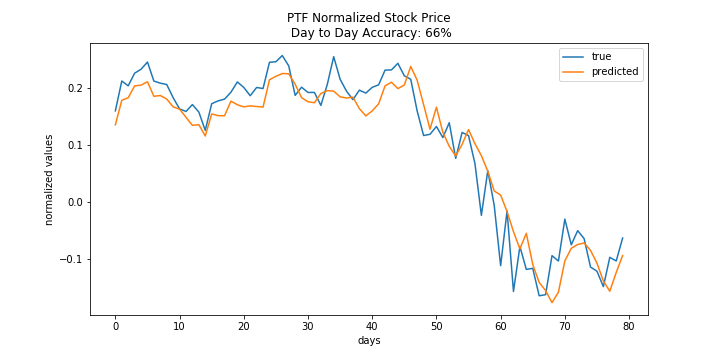 PTF Normalized Stock Price
Day to Day Accuracy: 66%
true
predicted
normalized values
0.2
0.1
0.0
−0.1
0 10 20 30 40 50 60 70 80
days